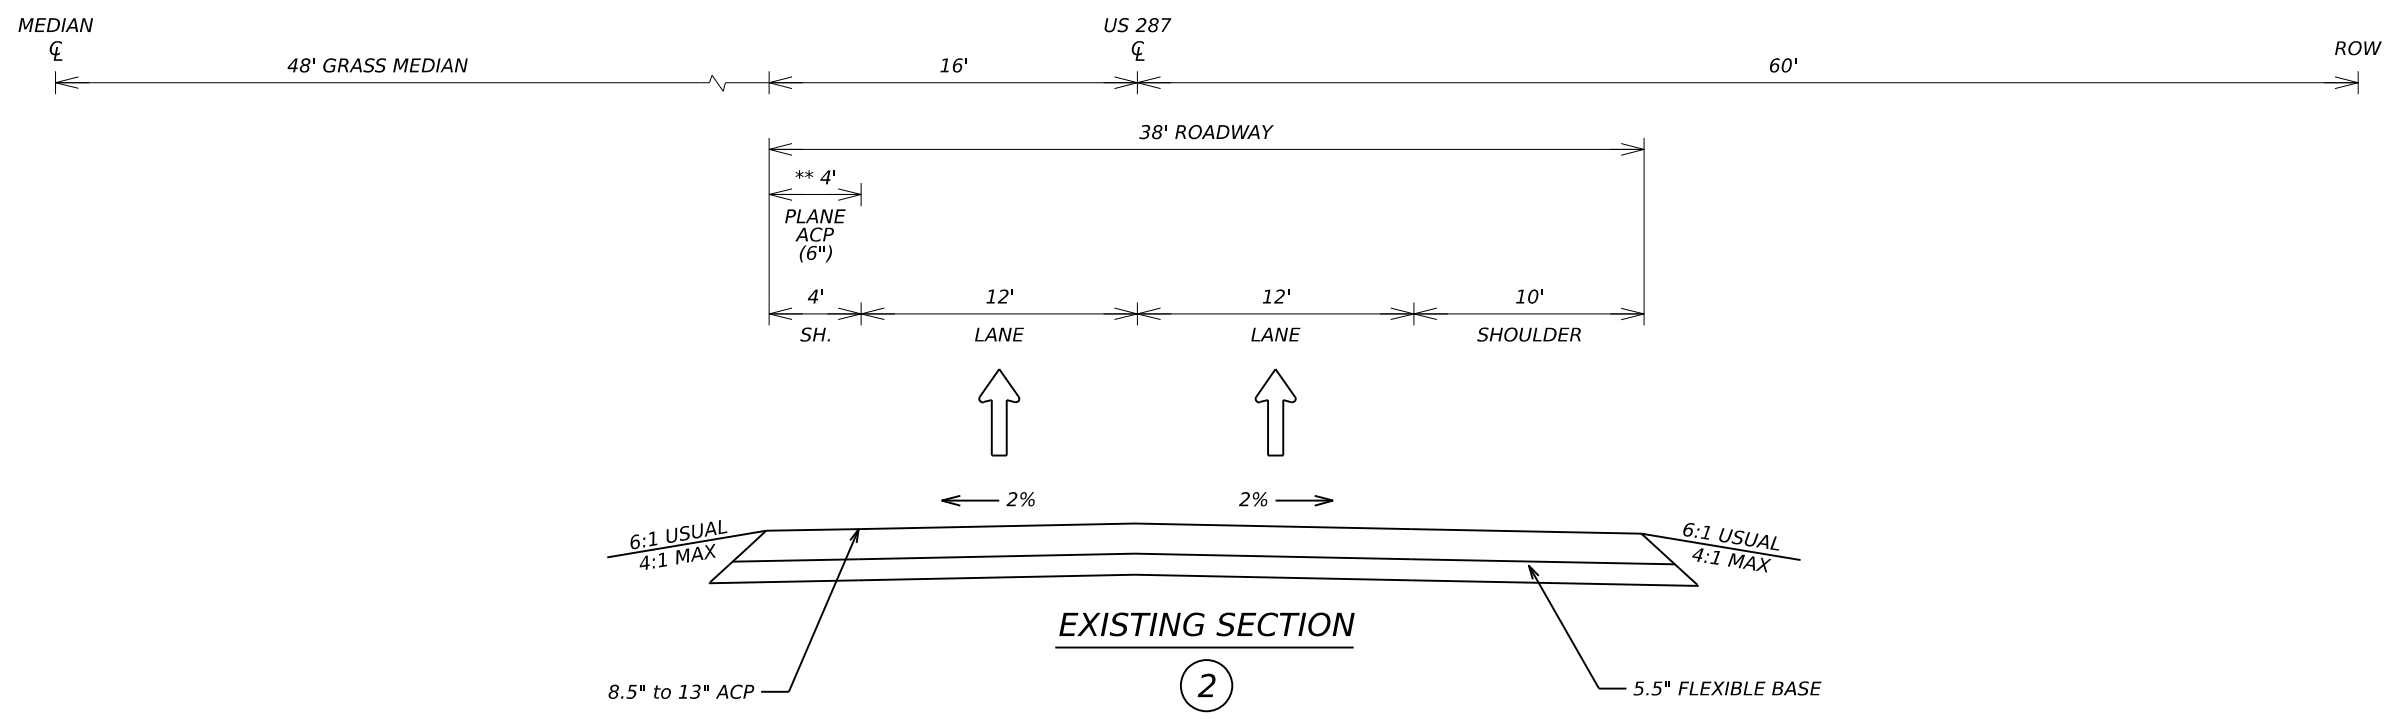 MEDIAN
℄
US 287
℄
ROW
48' GRASS MEDIAN
16'
60'
38' ROADWAY
** 4'
PLANE
ACP
(6")
4'
12'
12'
10'
SH.
LANE
LANE
SHOULDER
2%
2%
6:1 USUAL
4:1 MAX
6:1 USUAL
4:1 MAX
EXISTING SECTION
2
8.5" to 13" ACP
5.5" FLEXIBLE BASE